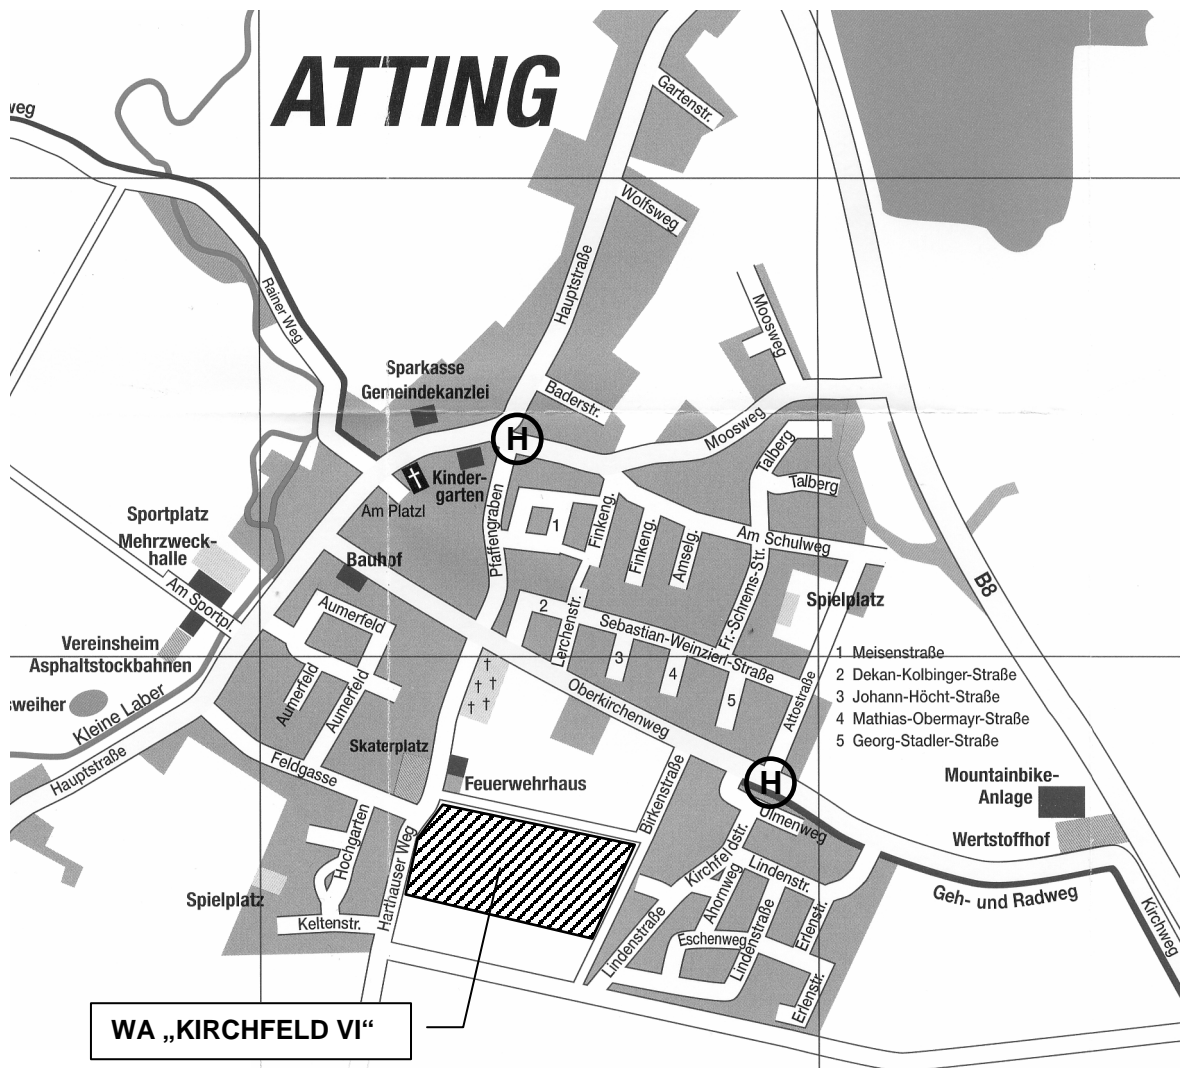 ATTING
weg
Gartenstr.
Wolfsweg
Hauptstraße
Rainer Weg
Moosweg
Sparkasse
Gemeindekanzlei
Baderstr.
H
Moosweg
Talberg
Talberg
Kinder-
garten
Am Platzl
Pfaffengraben
1
Finkeng.
Finkeng.
Amselg.
Am Schulweg
Sportplatz
Mehrzweck-
halle
Bauhof
Am Sportpl.
B8
Fr.-Schrems-Str.
Spielplatz
Aumerfeld
2
Lerchenstr.
Sebastian-Weinzierl-Straße
3
4
5
Vereinsheim
Asphaltstockbahnen
Aumerfeld
Aumerfeld
Oberkirchenweg
Attostraße
1 Meisenstraße
2 Dekan-Kolbinger-Straße
3 Johann-Höcht-Straße
4 Mathias-Obermayr-Straße
5 Georg-Stadler-Straße
sweiher
Kleine Laber
Hauptstraße
Skaterplatz
Feldgasse
Feuerwehrhaus
Birkenstraße
H
Mountainbike-
Anlage
Ulmenweg
Wertstoffhof
Hochgarten
Harthauser Weg
Kirchfeldstr.
Lindenstr.
Ahornweg
Geh- und Radweg
Spielplatz
Keltenstr.
Lindenstraße
Eschenweg
Lindenstraße
Erlenstr.
Erlenstr.
Kirchweg
WA „KIRCHFELD VI“